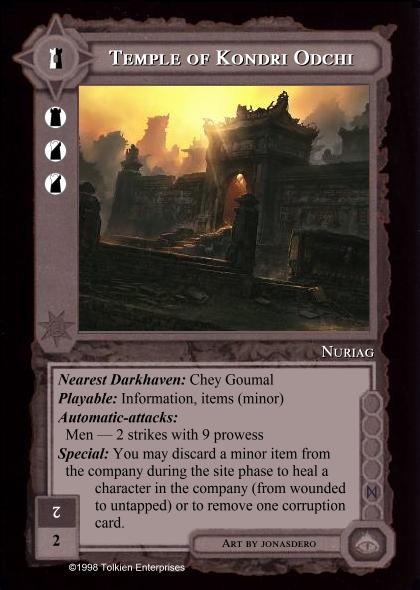 Temple of Kondri Odchi
Nuriag
Nearest Darkhaven: Chey Goumal
Playable: Information, items (minor)
Automatic-attacks:
Men — 2 strikes with 9 prowess
Special: You may discard a minor item from
the company during the site phase to heal a
character in the company (from wounded
to untapped) or to remove one corruption
card.
2
2
Art by jonasdero
©1998 Tolkien Enterprises